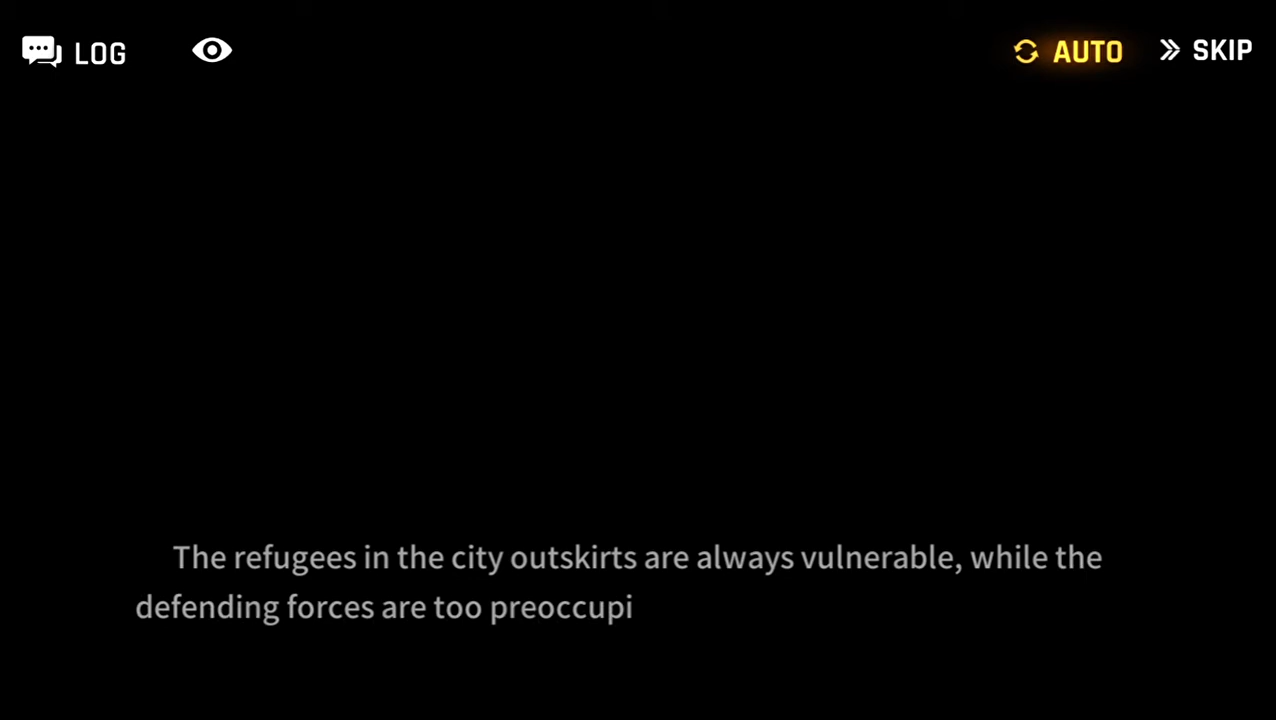 LOG
AUTO
SKIP
The refugees in the city outskirts are always vulnerable, while the
defending forces are too preoccupi